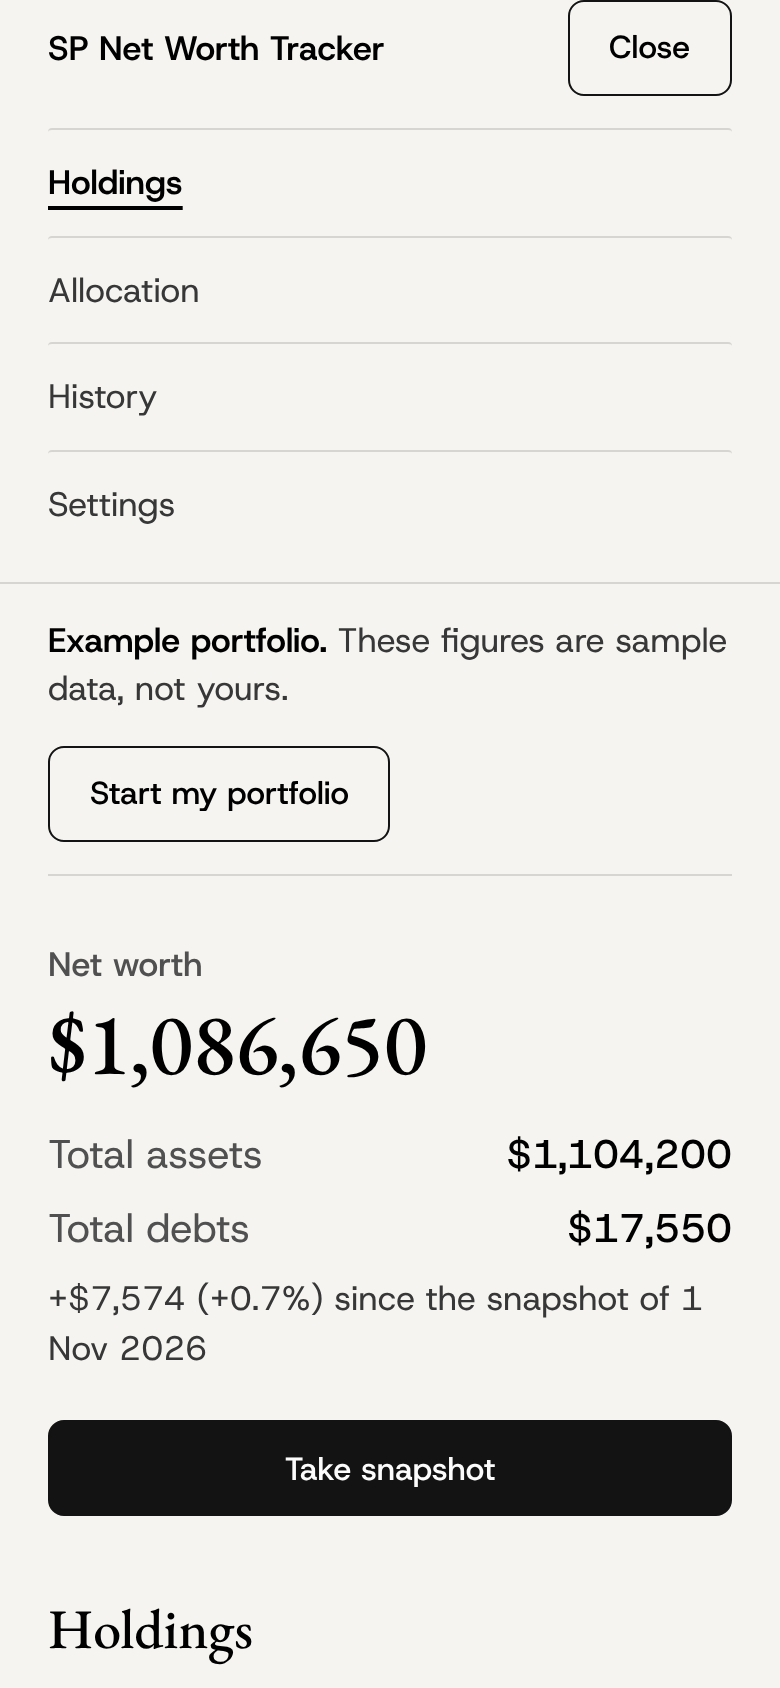 SP Net Worth Tracker
Close
Holdings
Allocation
History
Settings
Example portfolio. These figures are sample
data, not yours.
Start my portfolio
Net worth
$1,086,650
Total assets $1,104,200
Total debts $17,550
+$7,574 (+0.7%) since the snapshot of 1
Nov 2026
Take snapshot
Holdings